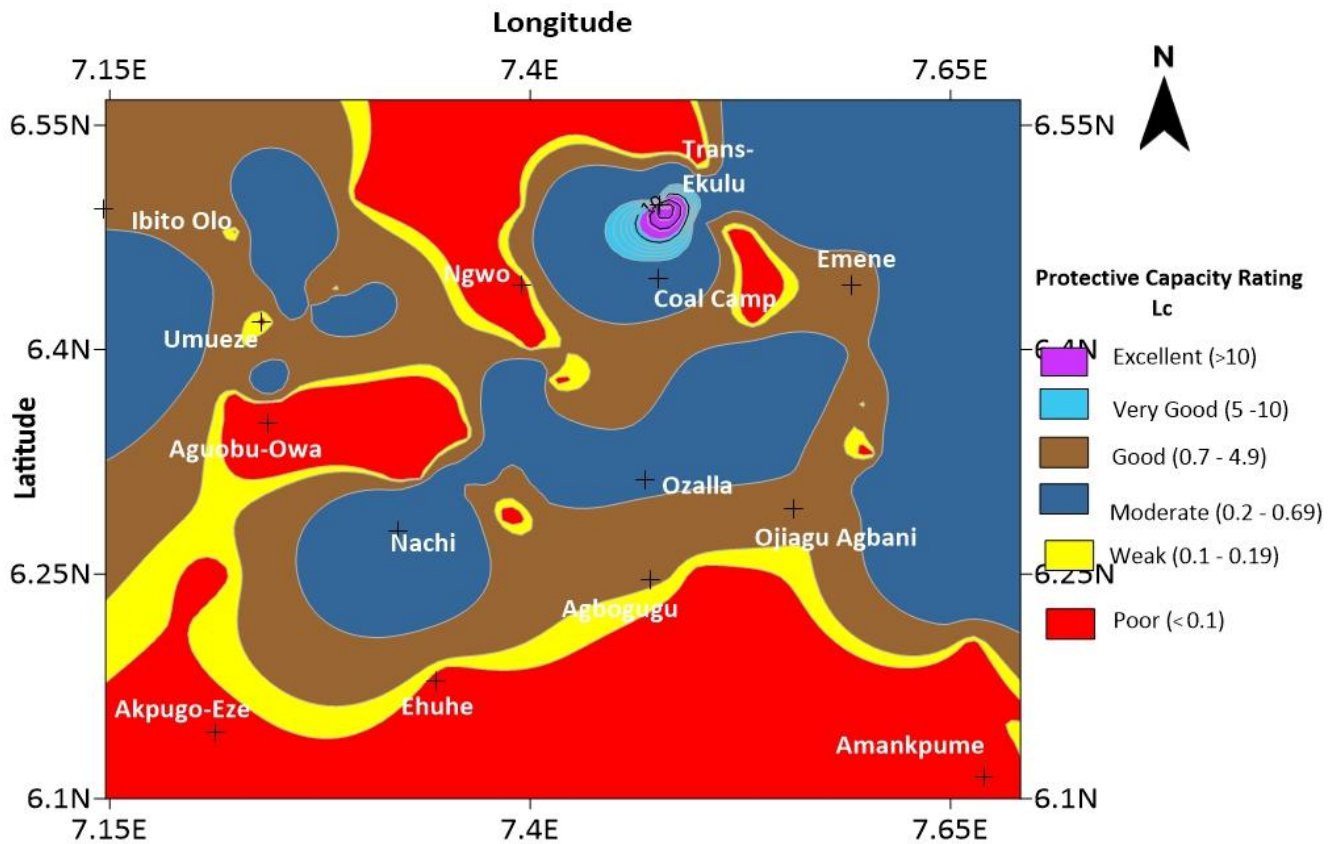 Longitude
7.15E
7.4E
7.65E
N
6.55N
6.55N
Trans-
Ekulu
10
Ibito Olo
Ngwo
Emene
Coal Camp
Protective Capacity Rating
Lc
Umueze
6.4N
6.4N
Excellent (>10)
Very Good (5 -10)
Latitude
Aguobu-Owa
Good (0.7 - 4.9)
Ozalla
Moderate (0.2 - 0.69)
Nachi
Ojiagu Agbani
Weak (0.1 - 0.19)
6.25N
6.25N
Agbogugu
Poor (<0.1)
Akpugo-Eze
Ehuhe
Amankpume
6.1N
6.1N
7.15E
7.4E
7.65E